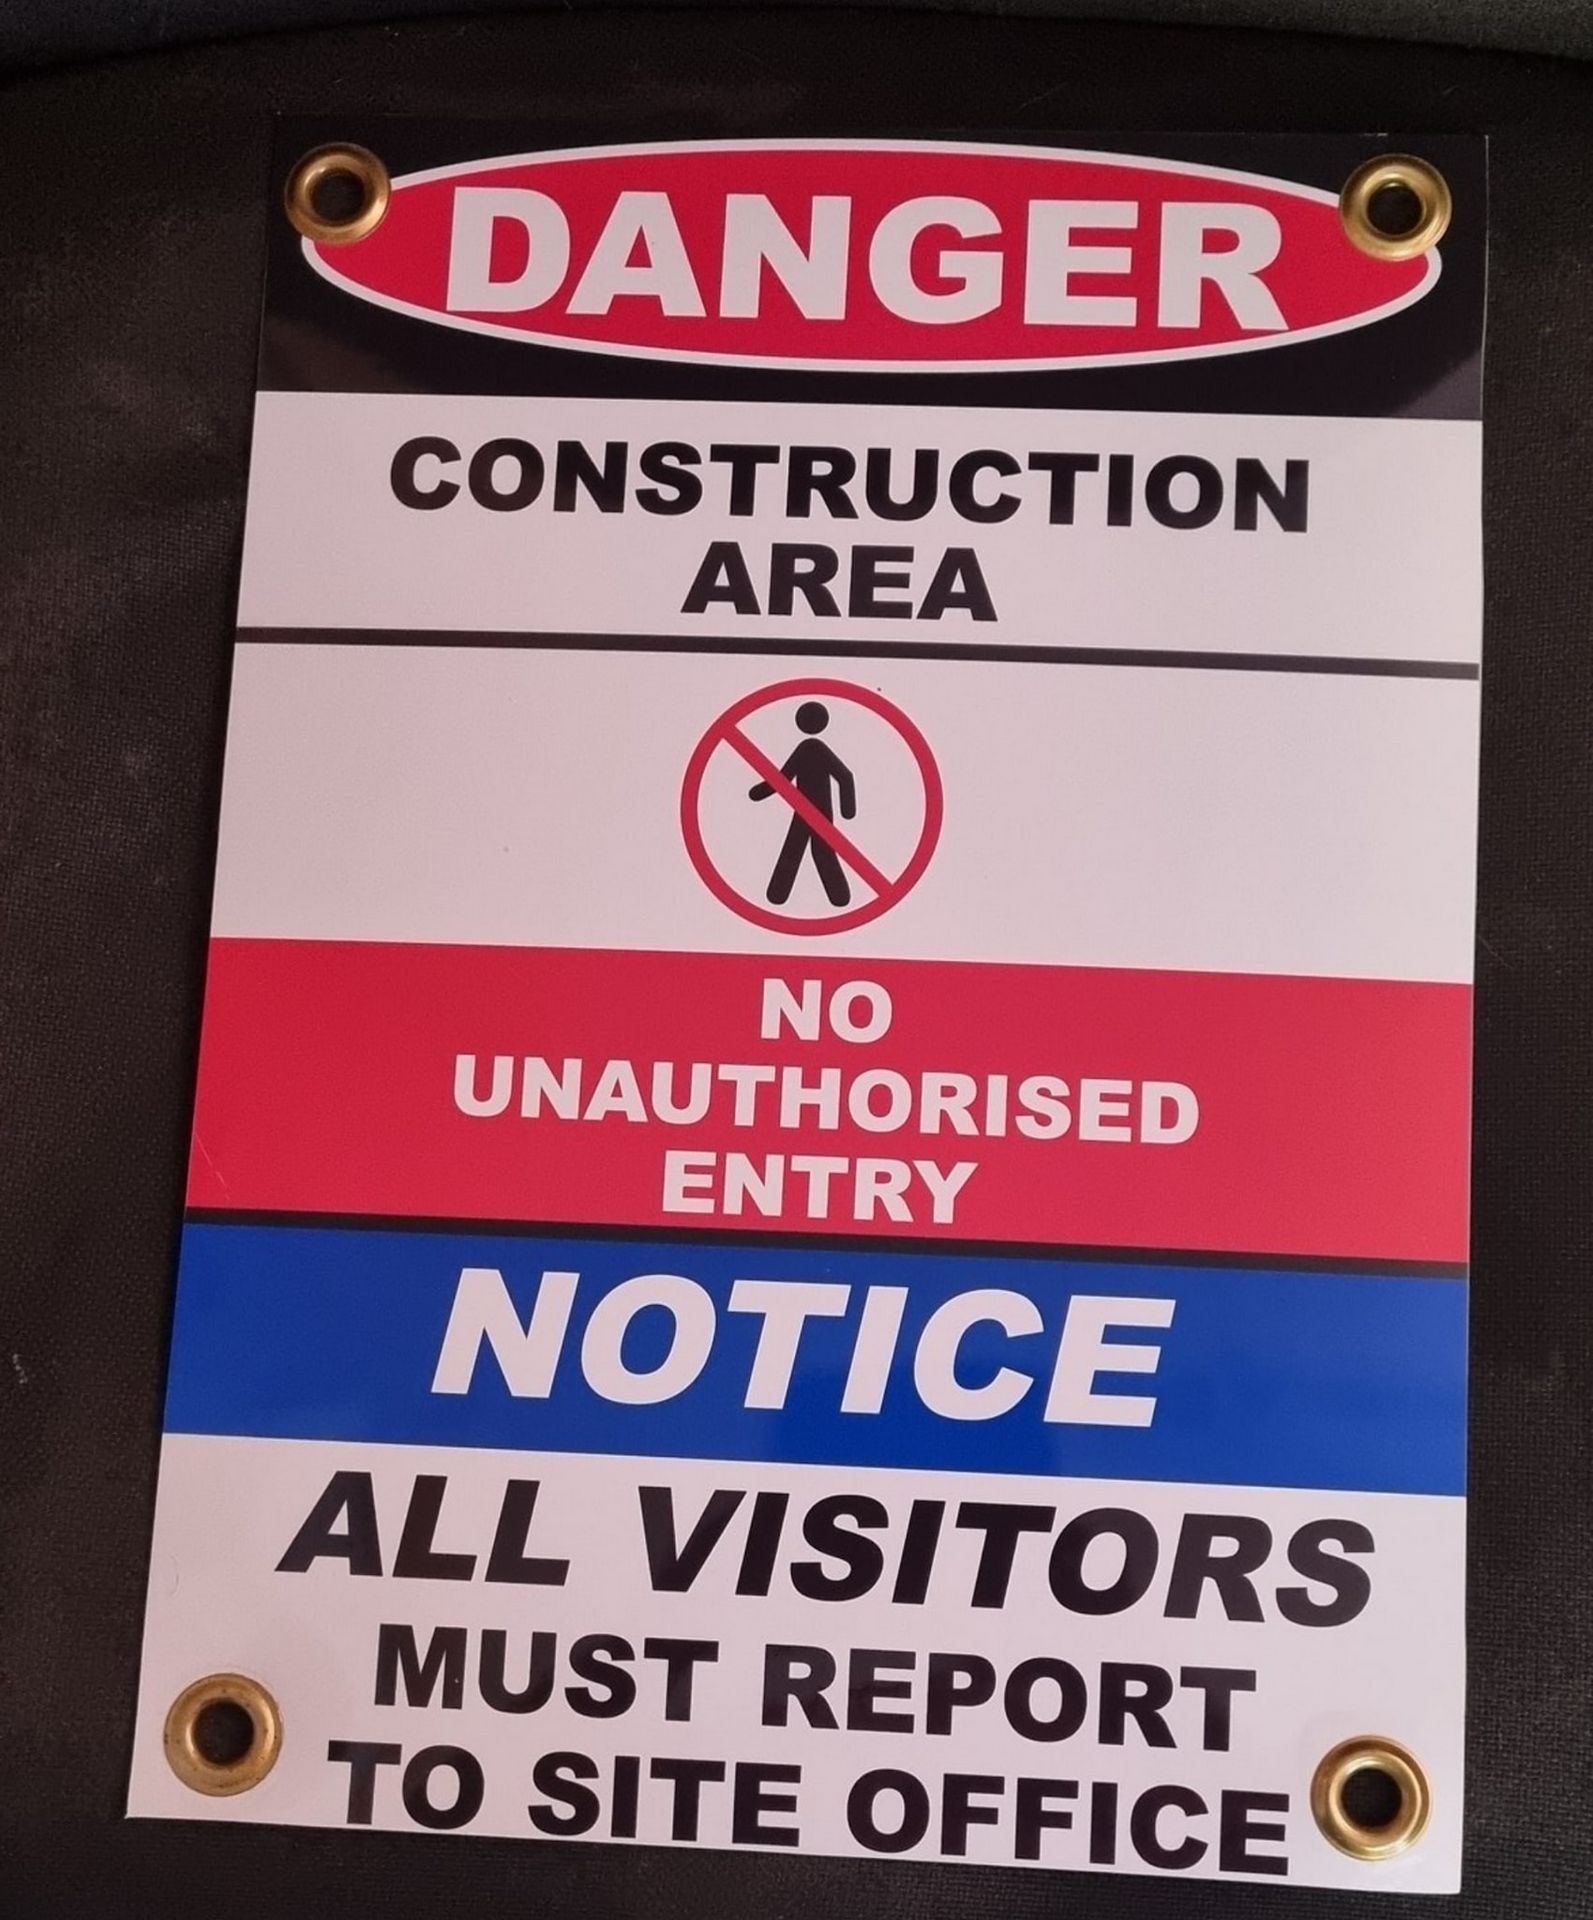 DANGER
CONSTRUCTION
AREA
NO
UNAUTHORISED
ENTRY
NOTICE
ALL VISITORS
MUST REPORT
TO SITE OFFICE